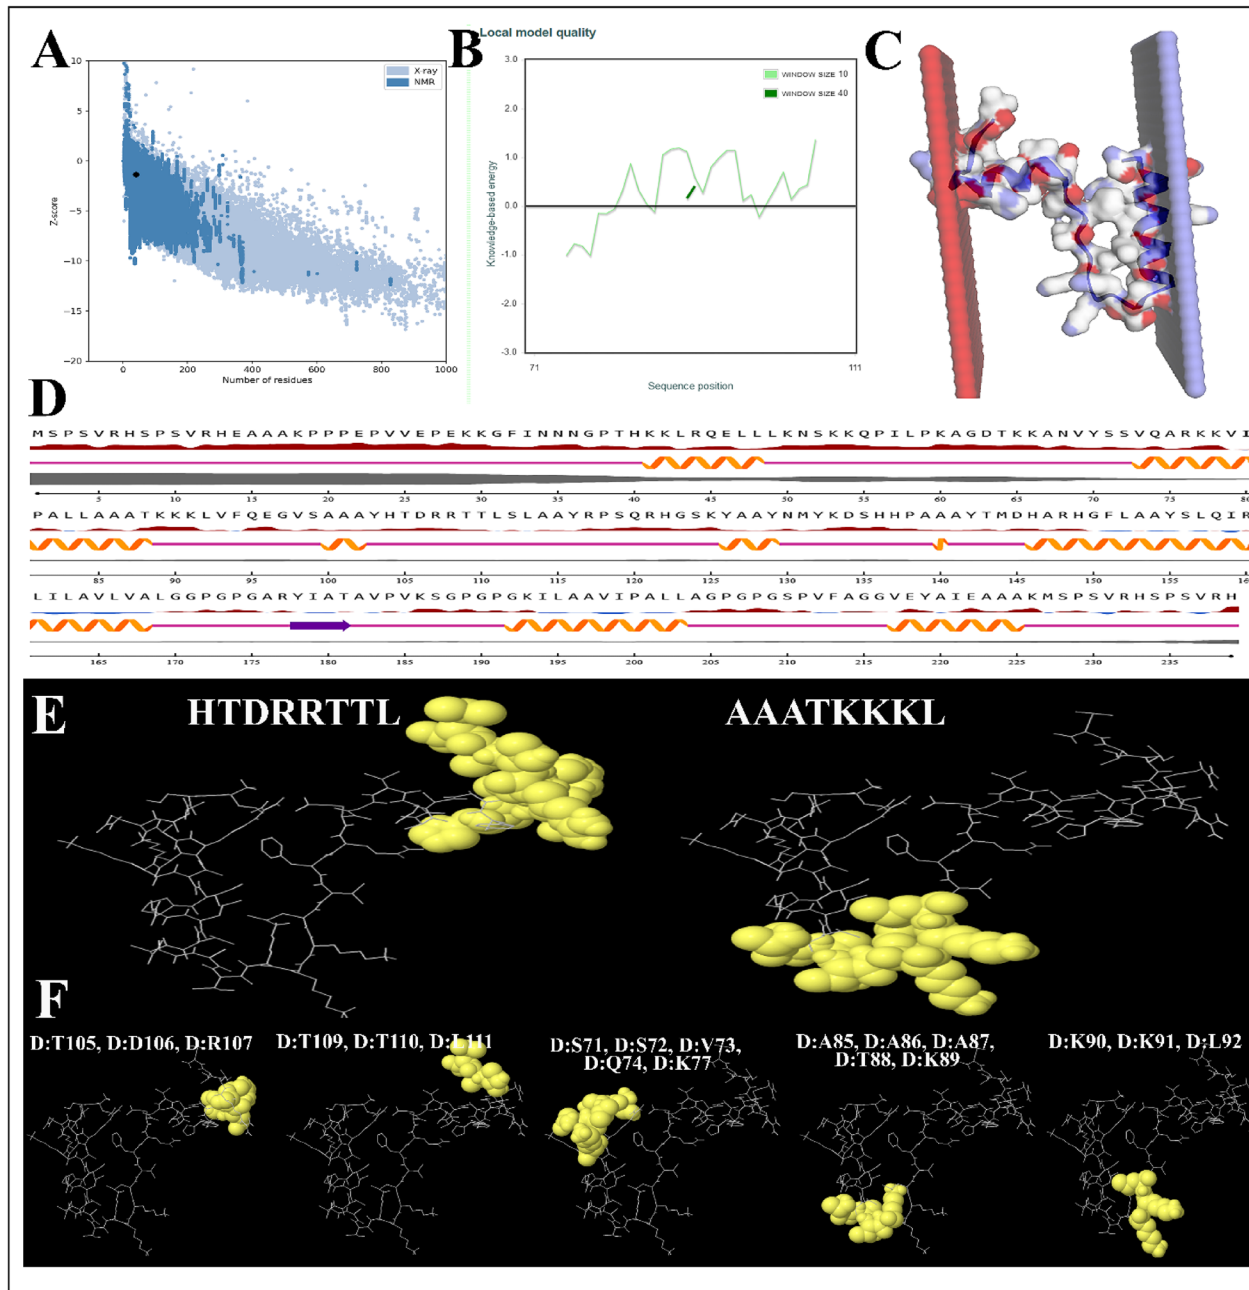 A
B
C
Local model quality
X-ray
NMR
WINDOW SIZE 10
WINDOW SIZE 40
10
5
0
−5
−10
−15
−20
Z-score
0
200
400
600
800
1000
Number of residues
3.0
2.0
1.0
0.0
-1.0
-2.0
-3.0
Knowledge-based energy
71
111
Sequence position
D
M S P S V R H S P S V R H E A A A K P P P E P V V E P E K K G F I N N N G P T H K K L R Q E L L L K N S K K Q P I L P K A G D T K K A N V Y S S V Q A R K K V I
5 10 15 20 25 30 35 40 45 50 55 60 65 70 75 80
P A L L A A A T K K K L V F Q E G V S A A A Y H T D R R T T L S L A A Y R P S Q R H G S K Y A A Y N M Y K D S H H P A A A Y T M D H A R H G F L A A Y S L Q I R
85 90 95 100 105 110 115 120 125 130 135 140 145 150 155 160
L I L A V L V A L G G P G P G A R Y I A T A V P V K S G P G P G K I L A A V I P A L L A G P G P G S P V F A G G V E Y A I E A A A K M S P S V R H S P S V R H
165 170 175 180 185 190 195 200 205 210 215 220 225 230 235
E
HTDRRTTL
AAATKKKL
F
D:T105, D:D106, D:R107
D:T109, D:T110, D:L111
D:S71, D:S72, D:V73,
D:Q74, D:K77
D:A85, D:A86, D:A87,
D:T88, D:K89
D:K90, D:K91, D:L92